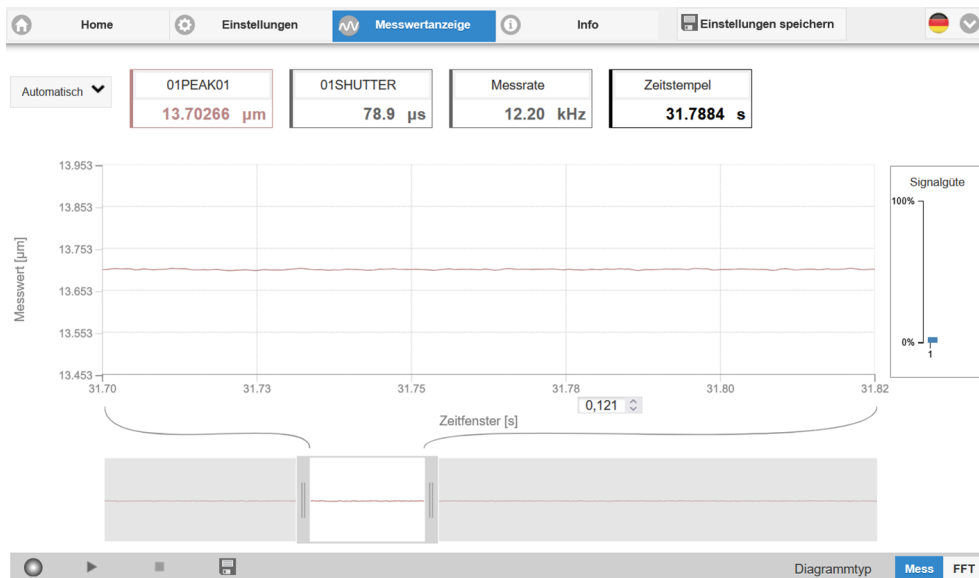 Home Einstellungen Messwertanzeige Info Einstellungen speichern
Automatisch
01PEAK01
13.70266 µm
01SHUTTER
78.9 µs
Messrate
12.20 kHz
Zeitstempel
31.7884 s
Messwert [µm]
13.953
13.853
13.753
13.653
13.553
13.453
31.70 31.73 31.75 31.78 31.80 31.82
0,121
Zeitfenster [s]
Signalgüte
100%
0%
1
Diagrammtyp Mess FFT